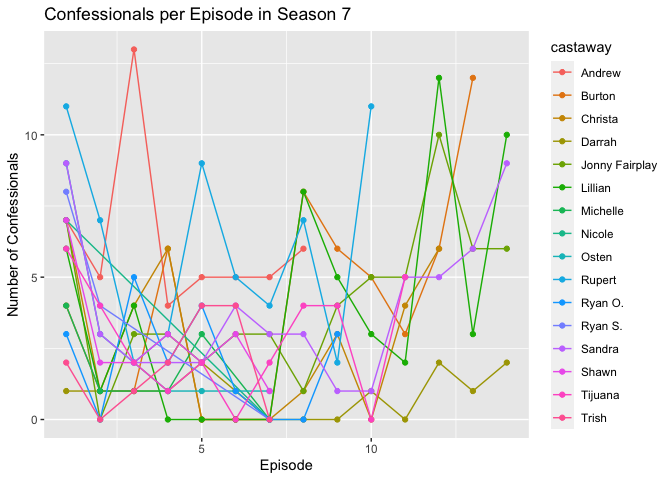 Confessionals per Episode in Season 7
Number of Confessionals
10
5
0
5
10
Episode
castaway
Andrew
Burton
Christa
Darrah
Jonny Fairplay
Lillian
Michelle
Nicole
Osten
Rupert
Ryan O.
Ryan S.
Sandra
Shawn
Tijuana
Trish